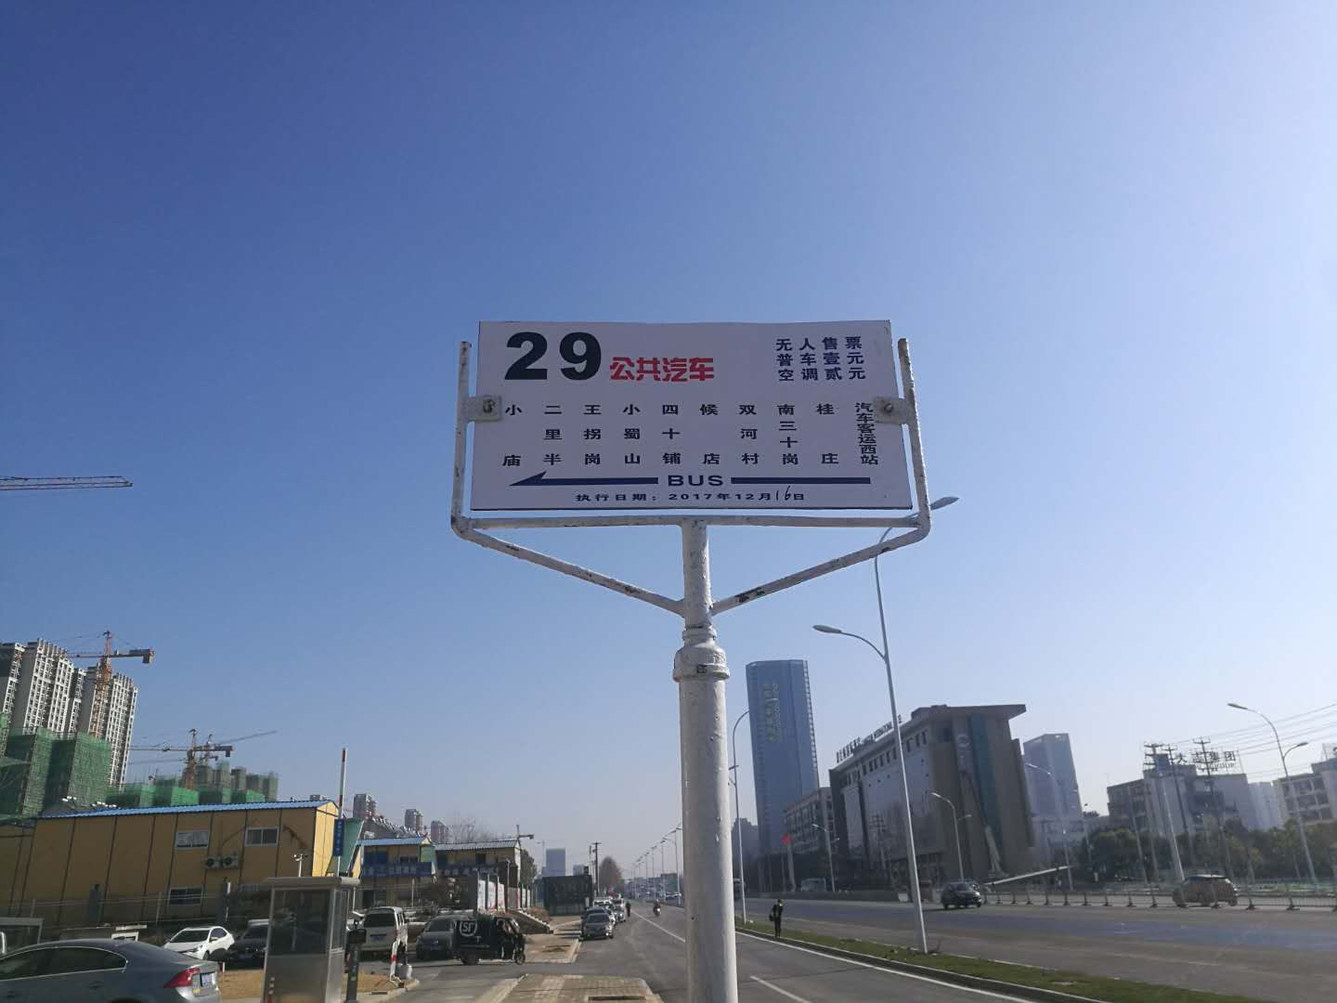 29 公共汽车
无人售票
普车壹元
空调贰元
小庙
二里半
王拐岗
小蜀山
四十铺
候店
双河村
南三十岗
桂庄
汽车客运西站
BUS
执行日期：2017年12月16日
SF